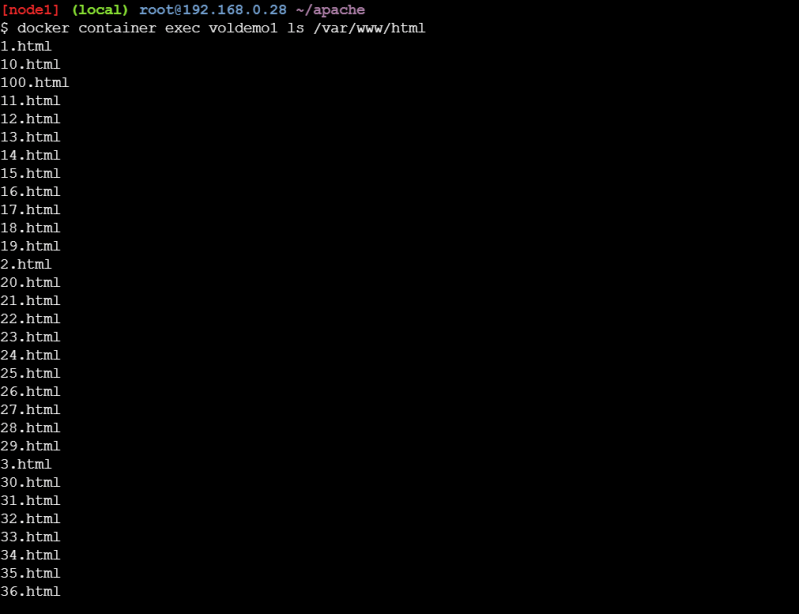 [node1] (local) root@192.168.0.28 ~/apache
$ docker container exec voldemo1 ls /var/www/html
1.html
10.html
100.html
11.html
12.html
13.html
14.html
15.html
16.html
17.html
18.html
19.html
2.html
20.html
21.html
22.html
23.html
24.html
25.html
26.html
27.html
28.html
29.html
3.html
30.html
31.html
32.html
33.html
34.html
35.html
36.html